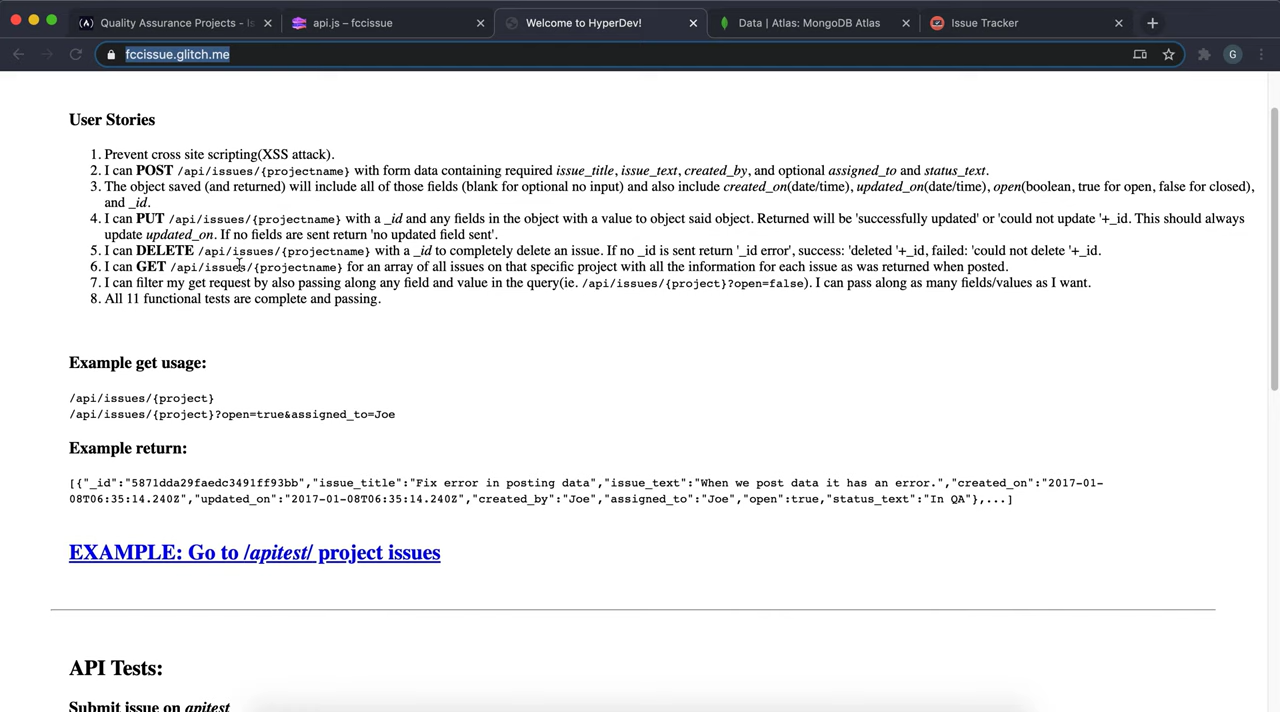 Quality Assurance Projects - Is
api.js – fccissue
Welcome to HyperDev!
Data | Atlas: MongoDB Atlas
Issue Tracker
fccissue.glitch.me
G
User Stories
1. Prevent cross site scripting(XSS attack).
2. I can POST /api/issues/{projectname} with form data containing required issue_title, issue_text, created_by, and optional assigned_to and status_text.
3. The object saved (and returned) will include all of those fields (blank for optional no input) and also include created_on(date/time), updated_on(date/time), open(boolean, true for open, false for closed),
and _id.
4. I can PUT /api/issues/{projectname} with a _id and any fields in the object with a value to object said object. Returned will be 'successfully updated' or 'could not update '+_id. This should always
update updated_on. If no fields are sent return 'no updated field sent'.
5. I can DELETE /api/issues/{projectname} with a _id to completely delete an issue. If no _id is sent return '_id error', success: 'deleted '+_id, failed: 'could not delete '+_id.
6. I can GET /api/issues/{projectname} for an array of all issues on that specific project with all the information for each issue as was returned when posted.
7. I can filter my get request by also passing along any field and value in the query(ie. /api/issues/{project}?open=false). I can pass along as many fields/values as I want.
8. All 11 functional tests are complete and passing.
Example get usage:
/api/issues/{project}
/api/issues/{project}?open=true&assigned_to=Joe
Example return:
[{"_id":"5871dda29faedc3491ff93bb","issue_title":"Fix error in posting data","issue_text":"When we post data it has an error.","created_on":"2017-01-
08T06:35:14.240Z","updated_on":"2017-01-08T06:35:14.240Z","created_by":"Joe","assigned_to":"Joe","open":true,"status_text":"In QA"},...]
EXAMPLE: Go to /apitest/ project issues
API Tests:
Submit issue on apitest